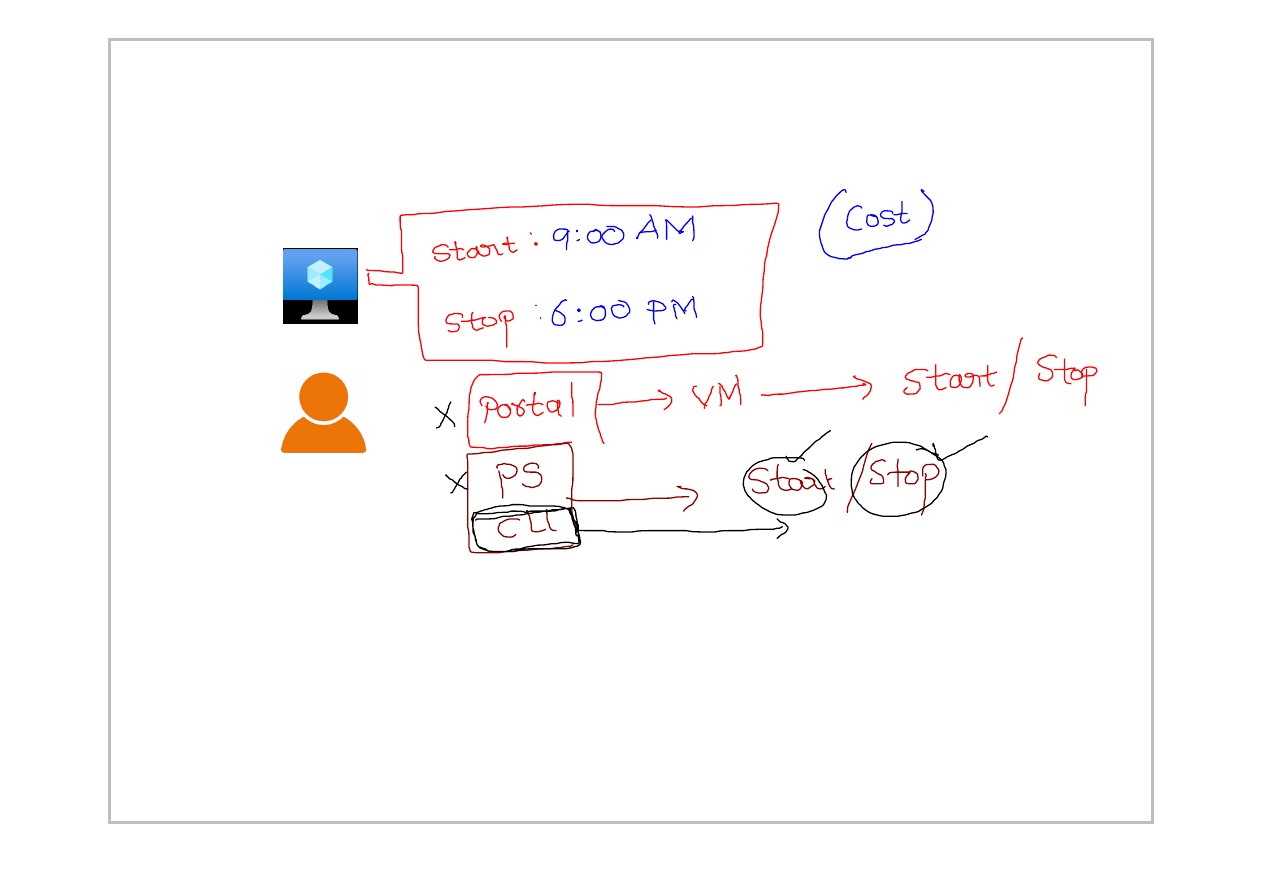 Start : 9:00 AM
Cost
Stop : 6:00 PM
X Portal → VM → Start / Stop
X PS → Start / Stop
CLI →